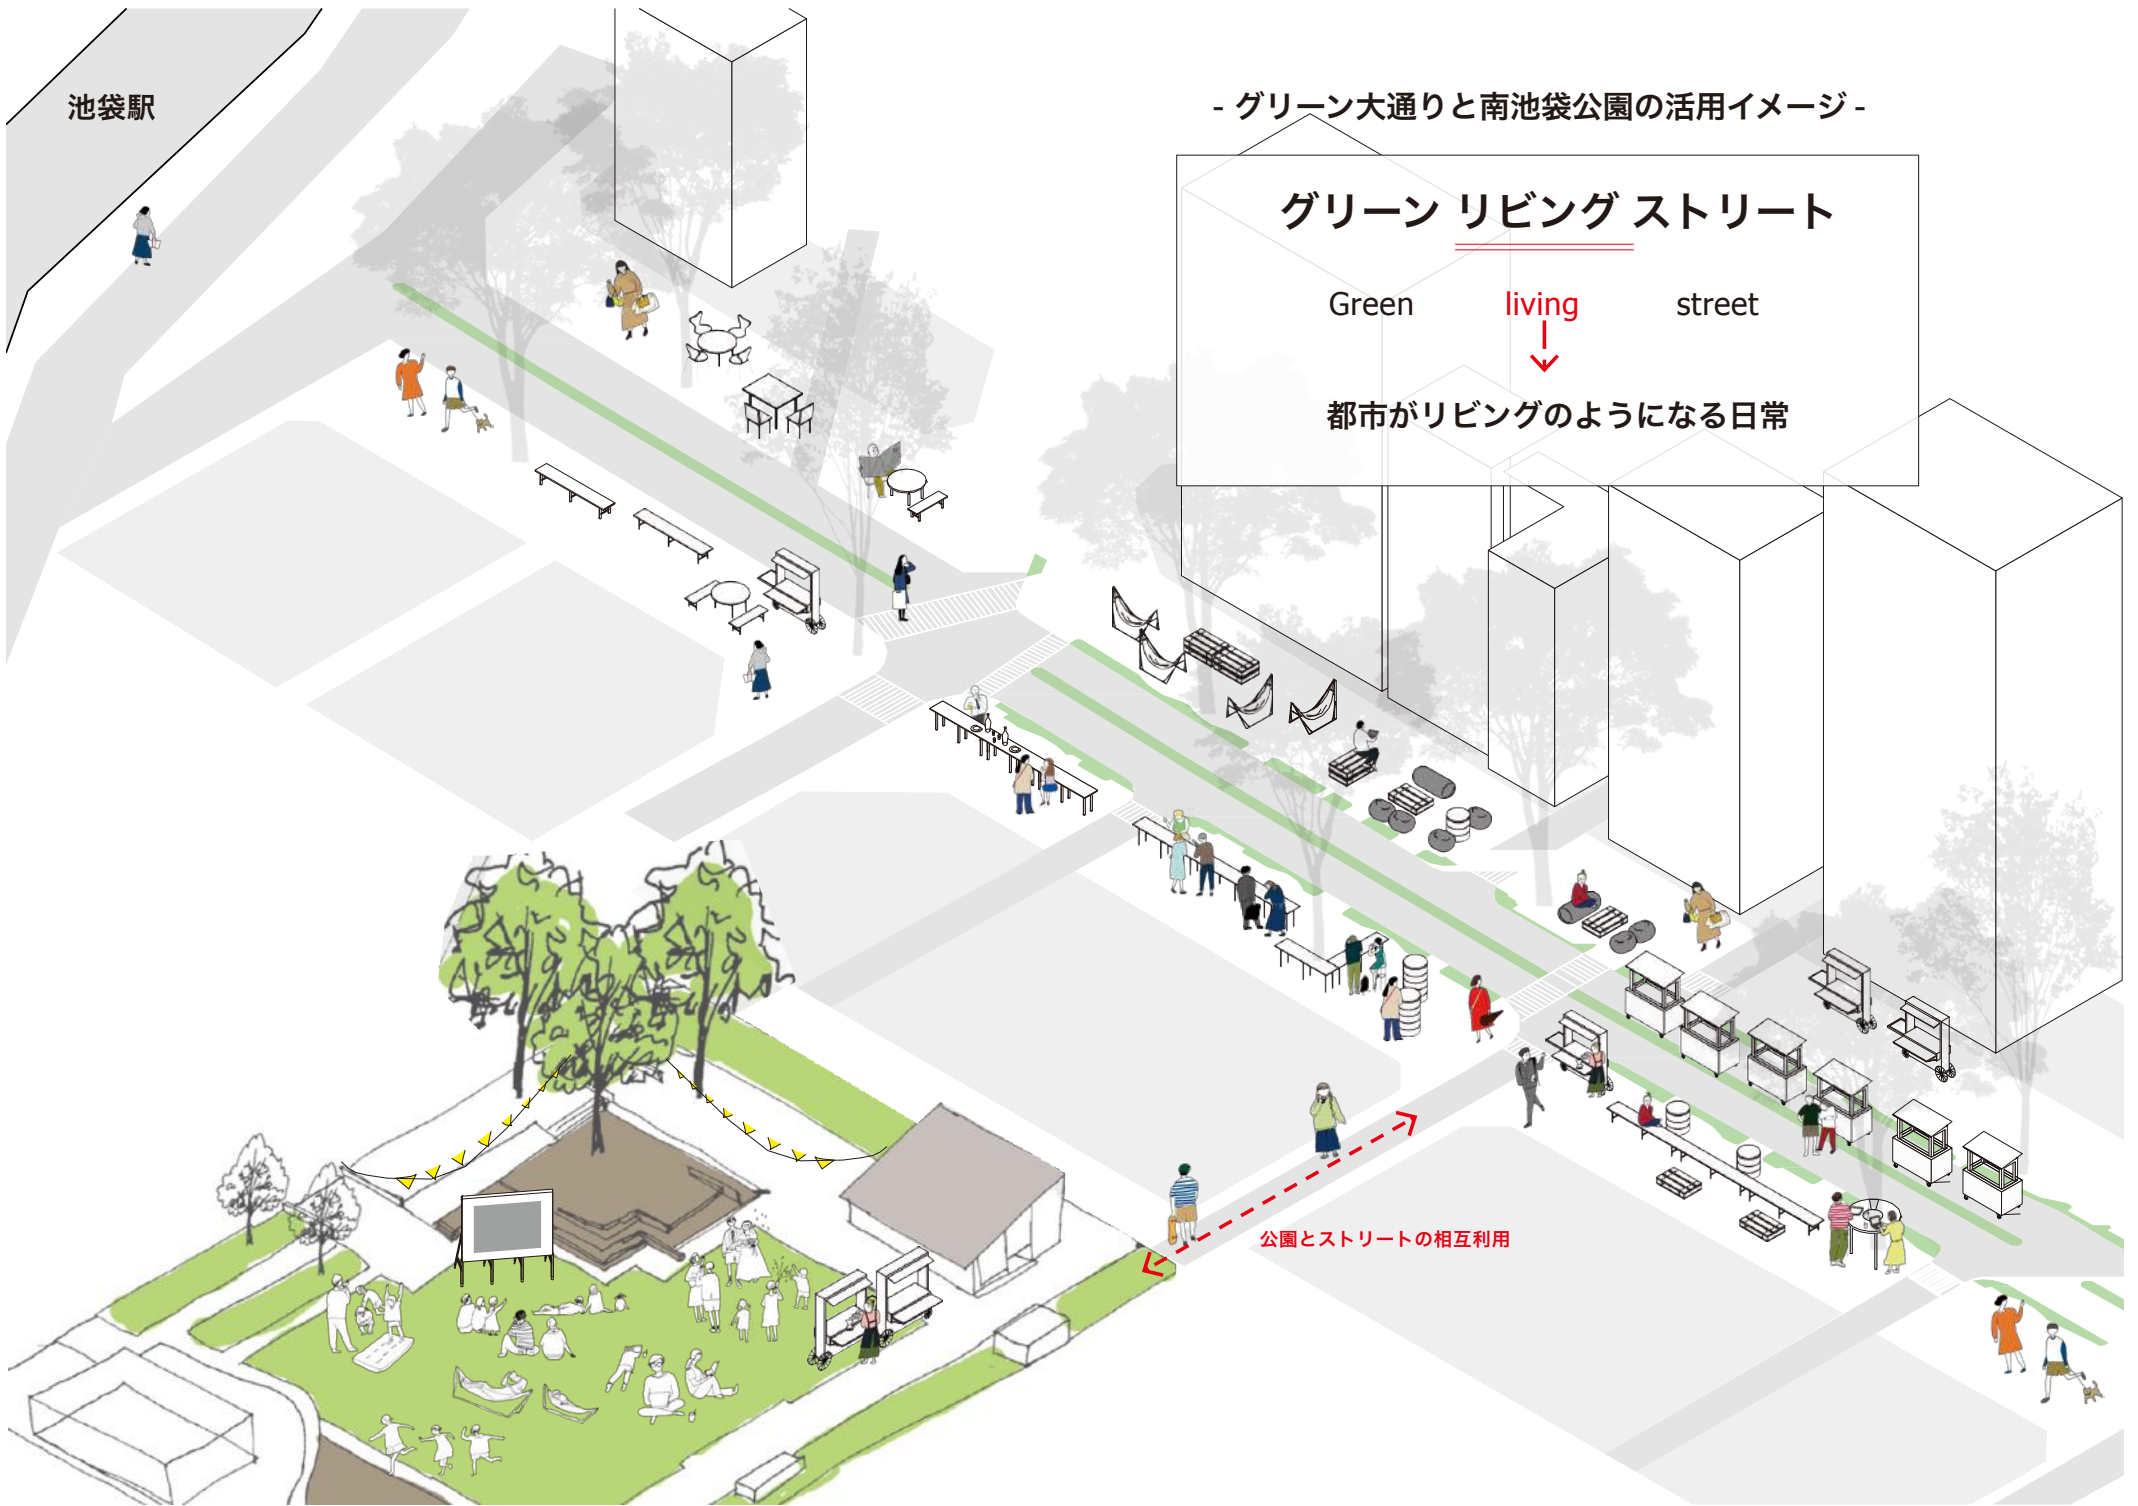 池袋駅
- グリーン大通りと南池袋公園の活用イメージ -
グリーン リビング ストリート
Green living street
都市がリビングのようになる日常
公園とストリートの相互利用